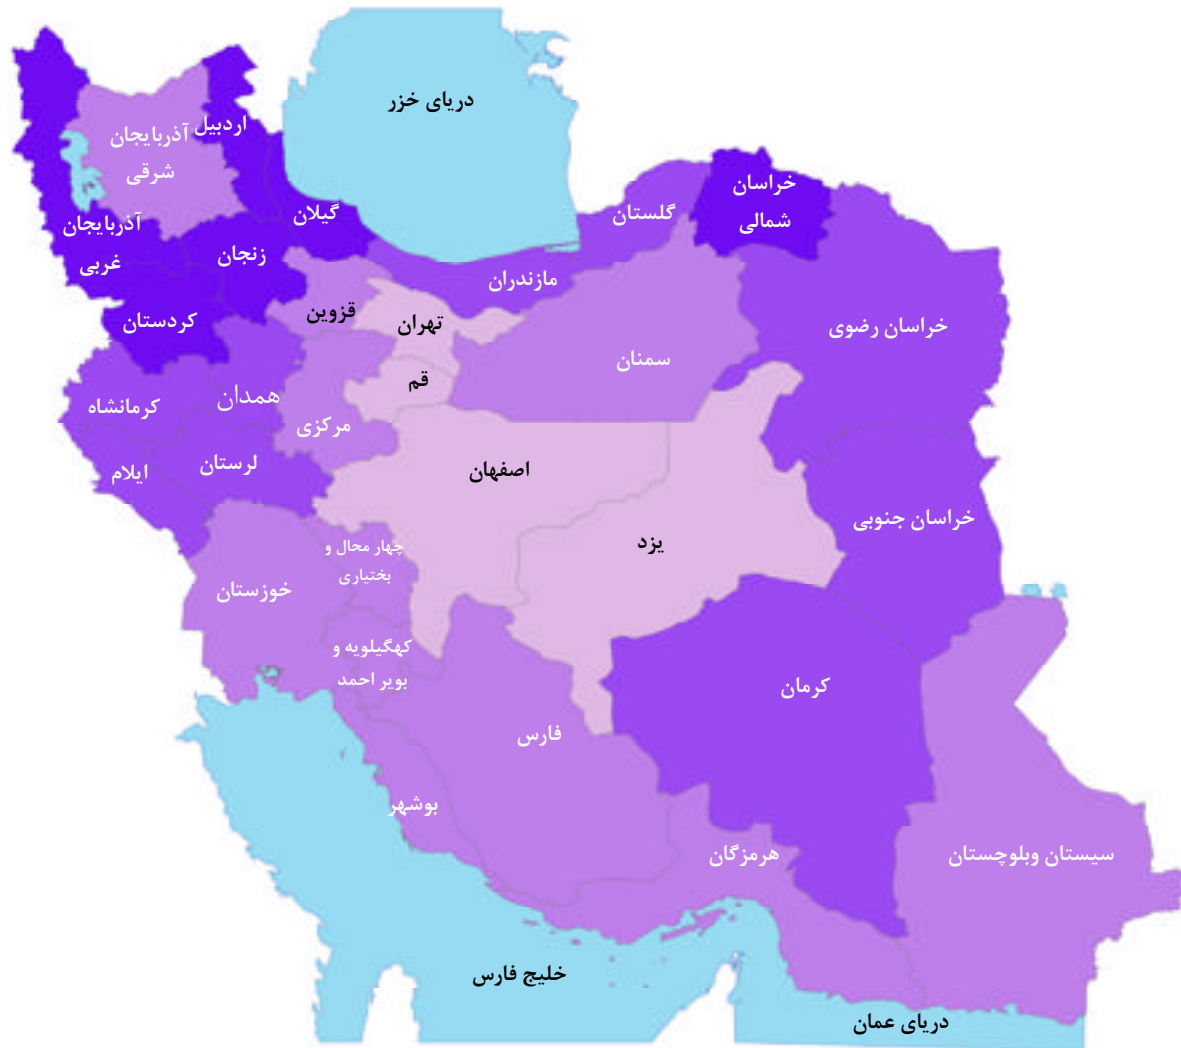 دریای خزر
اردبیل
آذربایجان
شرقی
خراسان
شمالی
گلستان
گیلان
آذربایجان
غربی
زنجان
مازندران
قزوین
تهران
کردستان
خراسان رضوی
سمنان
قم
همدان
کرمانشاه
مرکزی
لرستان
ایلام
اصفهان
خراسان جنوبی
یزد
چهار محال و
بختیاری
خوزستان
کهگیلویه و
بویر احمد
کرمان
فارس
بوشهر
هرمزگان
سیستان وبلوچستان
خلیج فارس
دریای عمان